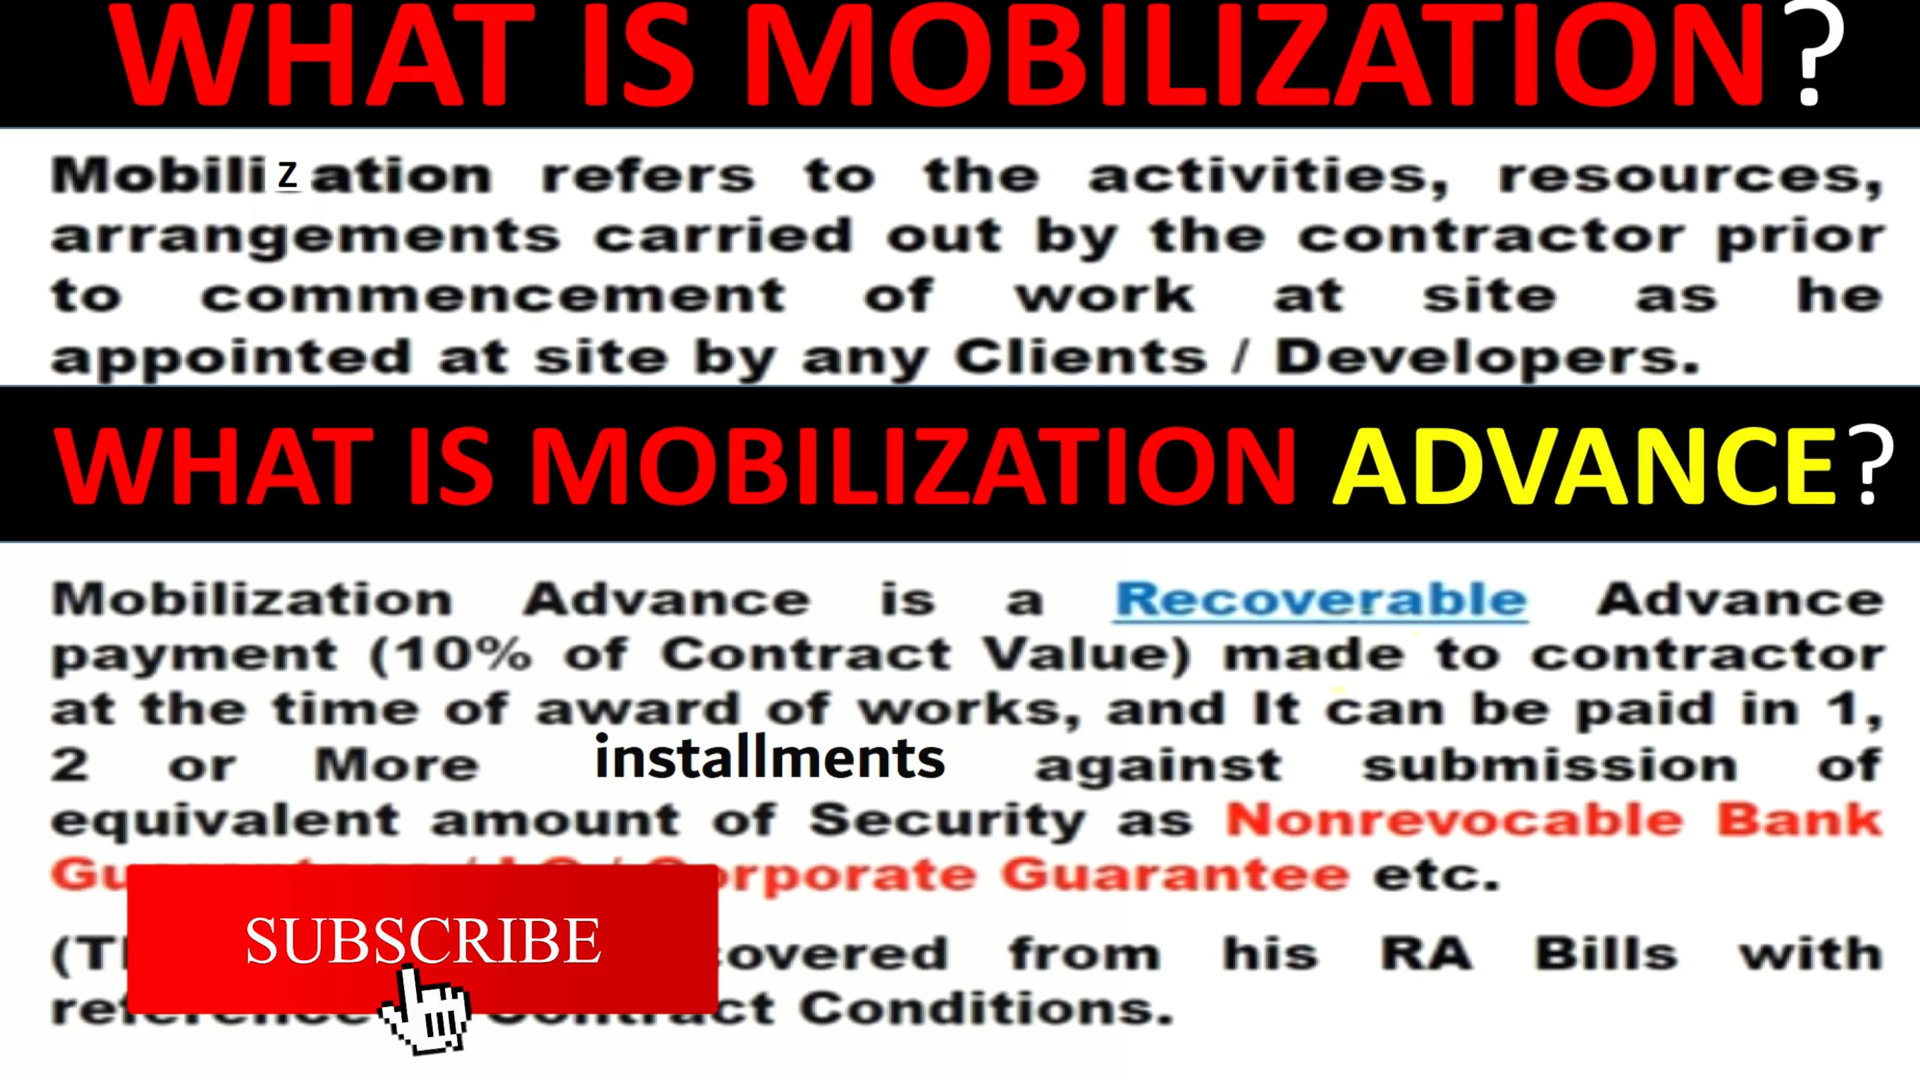 WHAT IS MOBILIZATION?
Mobilization refers to the activities, resources,
arrangements carried out by the contractor prior
to commencement of work at site as he
appointed at site by any Clients / Developers.
WHAT IS MOBILIZATION ADVANCE?
Mobilization Advance is a Recoverable Advance
payment (10% of Contract Value) made to contractor
at the time of award of works, and It can be paid in 1,
2 or More installments against submission of
equivalent amount of Security as Nonrevocable Bank
Corporate Guarantee etc.
from his RA Bills with
Contract Conditions.
SUBSCRIBE